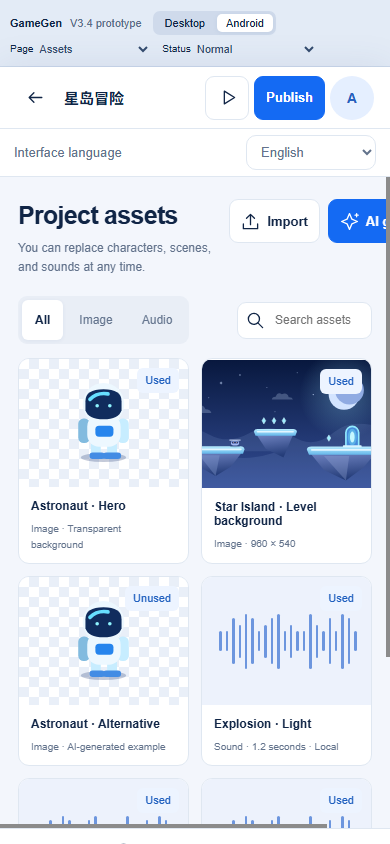 GameGen V3.4 prototype Desktop Android
Page Assets Status Normal
星岛冒险 Publish A
Interface language English
Project assets Import AI
You can replace characters, scenes,
and sounds at any time.
All Image Audio Search assets
Used Used
Astronaut · Hero
Image · Transparent
background
Star Island · Level
background
Image · 960 × 540
Unused Used
Astronaut · Alternative
Image · AI-generated example
Explosion · Light
Sound · 1.2 seconds · Local
Used Used